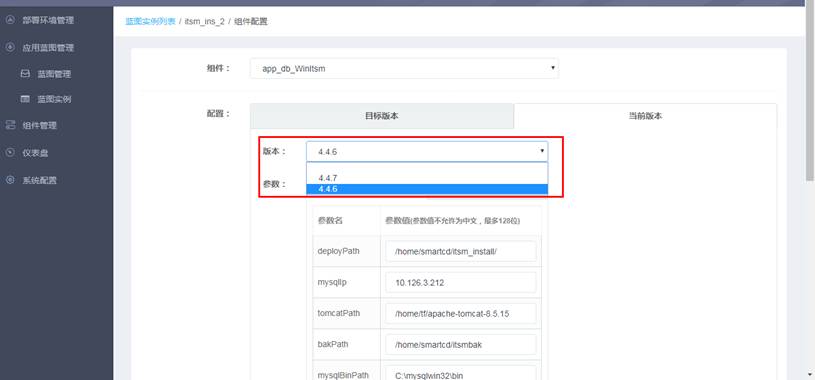 部署环境管理
应用蓝图管理
蓝图管理
蓝图实例
组件管理
仪表盘
系统配置
蓝图实例列表 / itsm_ins_2 / 组件配置
组件： app_db_WinItsm
配置： 目标版本 当前版本
版本： 4.4.6
4.4.7
参数： 4.4.6
参数名 参数值(参数值不允许为中文，最多128位)
deployPath /home/smartcd/itsm_install/
mysqlIp 10.126.3.212
tomcatPath /home/tf/apache-tomcat-8.5.15
bakPath /home/smartcd/itsmbak
mysqlBinPath C:\mysqlwin32\bin